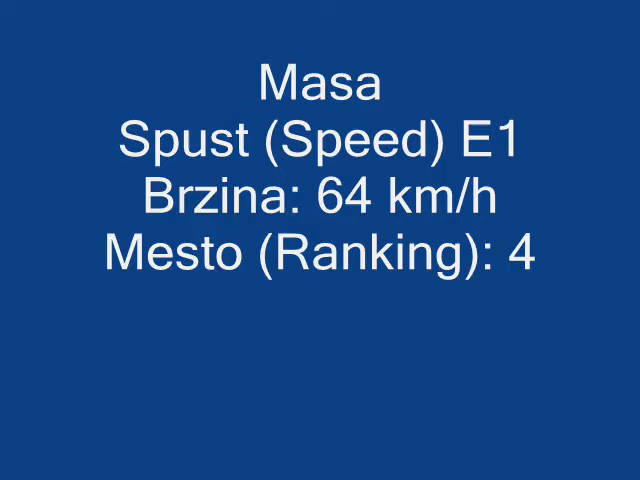 Masa
Spust (Speed) E1
Brzina: 64 km/h
Mesto (Ranking): 4